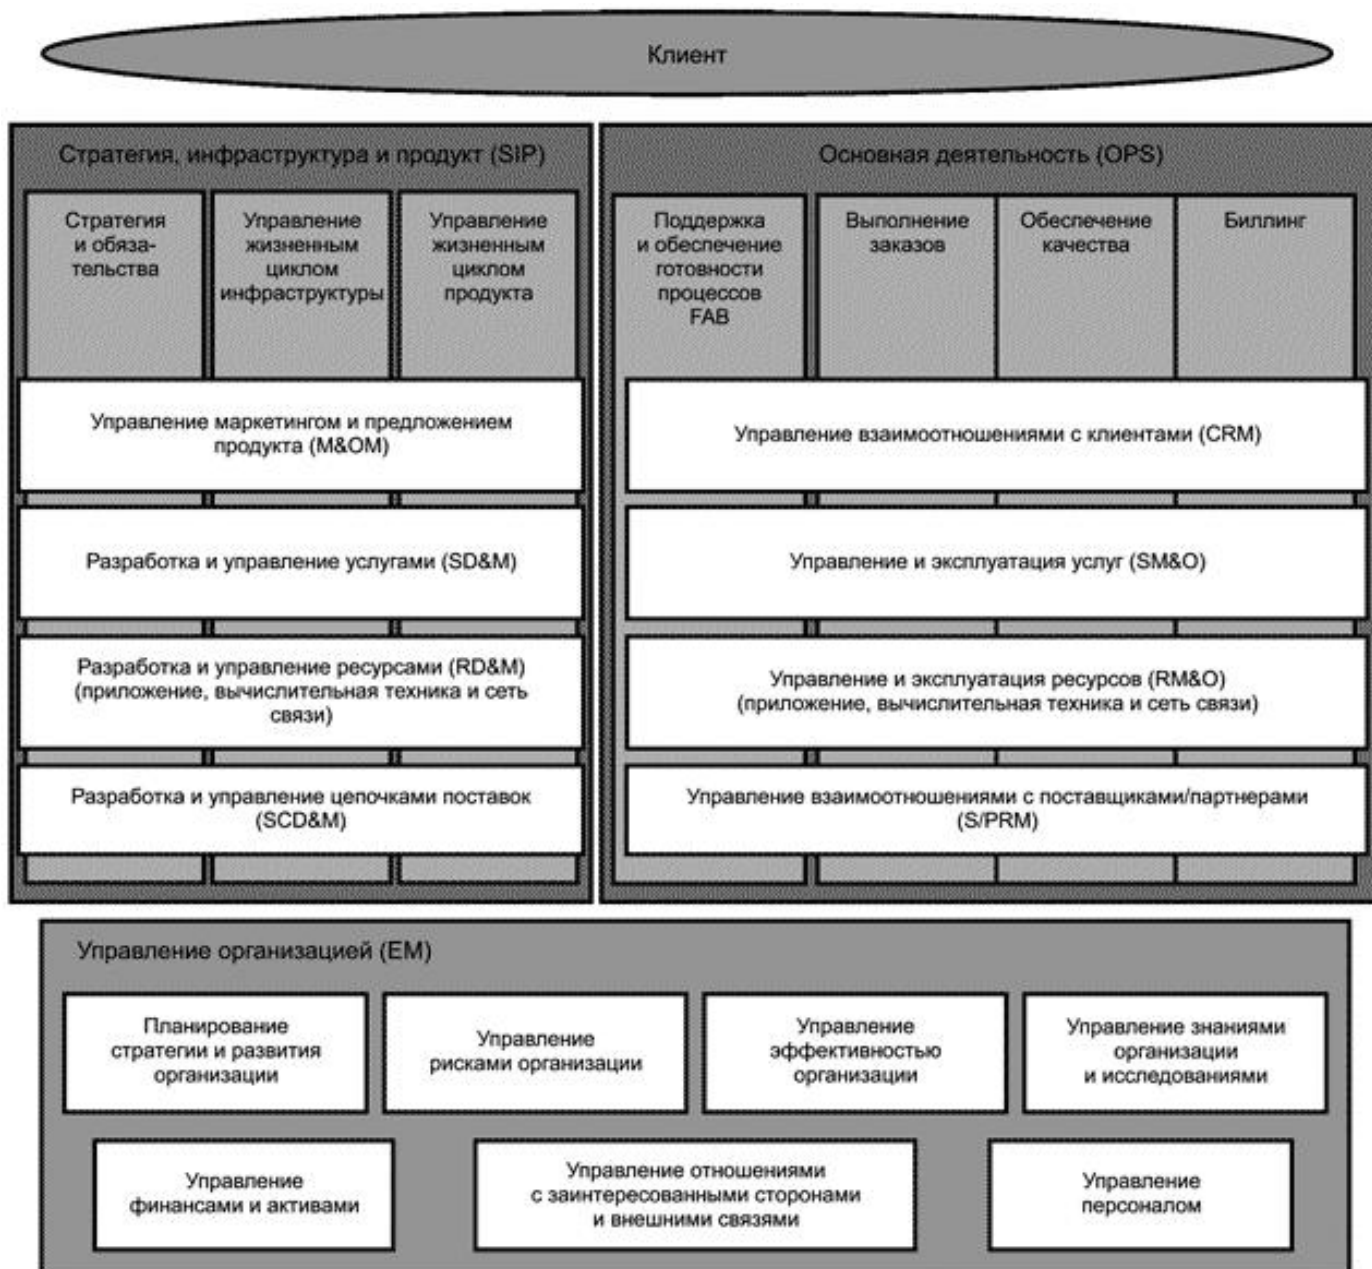 Клиент
Стратегия, инфраструктура и продукт (SIP)
Стратегия
и обяза-
тельства
Управление
жизненным
циклом
инфраструктуры
Управление
жизненным
циклом
продукта
Управление маркетингом и предложением
продукта (M&OM)
Разработка и управление услугами (SD&M)
Разработка и управление ресурсами (RD&M)
(приложение, вычислительная техника и сеть
связи)
Разработка и управление цепочками поставок
(SCD&M)
Основная деятельность (OPS)
Поддержка
и обеспечение
готовности
процессов
FAB
Выполнение
заказов
Обеспечение
качества
Биллинг
Управление взаимоотношениями с клиентами (CRM)
Управление и эксплуатация услуг (SM&O)
Управление и эксплуатация ресурсов (RM&O)
(приложение, вычислительная техника и сеть связи)
Управление взаимоотношениями с поставщиками/партнерами
(S/PRM)
Управление организацией (EM)
Планирование
стратегии и развития
организации
Управление
рисками организации
Управление
эффективностью
организации
Управление знаниями
организации
и исследованиями
Управление
финансами и активами
Управление отношениями
с заинтересованными сторонами
и внешними связями
Управление
персоналом